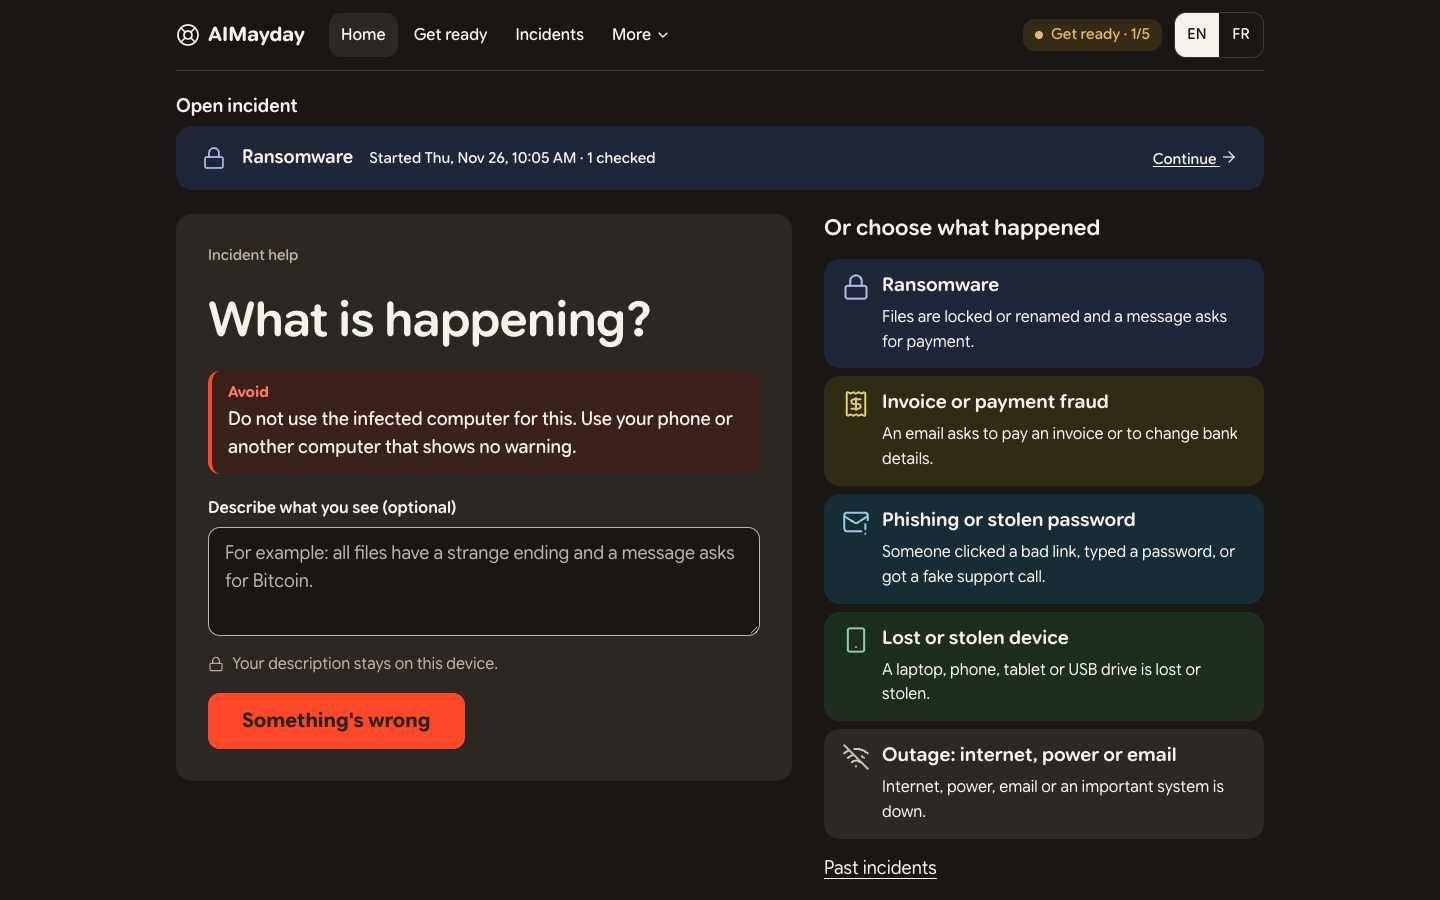 AIMayday
Home
Get ready
Incidents
More
Get ready · 1/5
EN
FR
Open incident
Ransomware
Started Thu, Nov 26, 10:05 AM · 1 checked
Continue →
Incident help
What is happening?
Avoid
Do not use the infected computer for this. Use your phone or
another computer that shows no warning.
Describe what you see (optional)
For example: all files have a strange ending and a message asks
for Bitcoin.
Your description stays on this device.
Something's wrong
Or choose what happened
Ransomware
Files are locked or renamed and a message asks
for payment.
Invoice or payment fraud
An email asks to pay an invoice or to change bank
details.
Phishing or stolen password
Someone clicked a bad link, typed a password, or
got a fake support call.
Lost or stolen device
A laptop, phone, tablet or USB drive is lost or
stolen.
Outage: internet, power or email
Internet, power, email or an important system is
down.
Past incidents